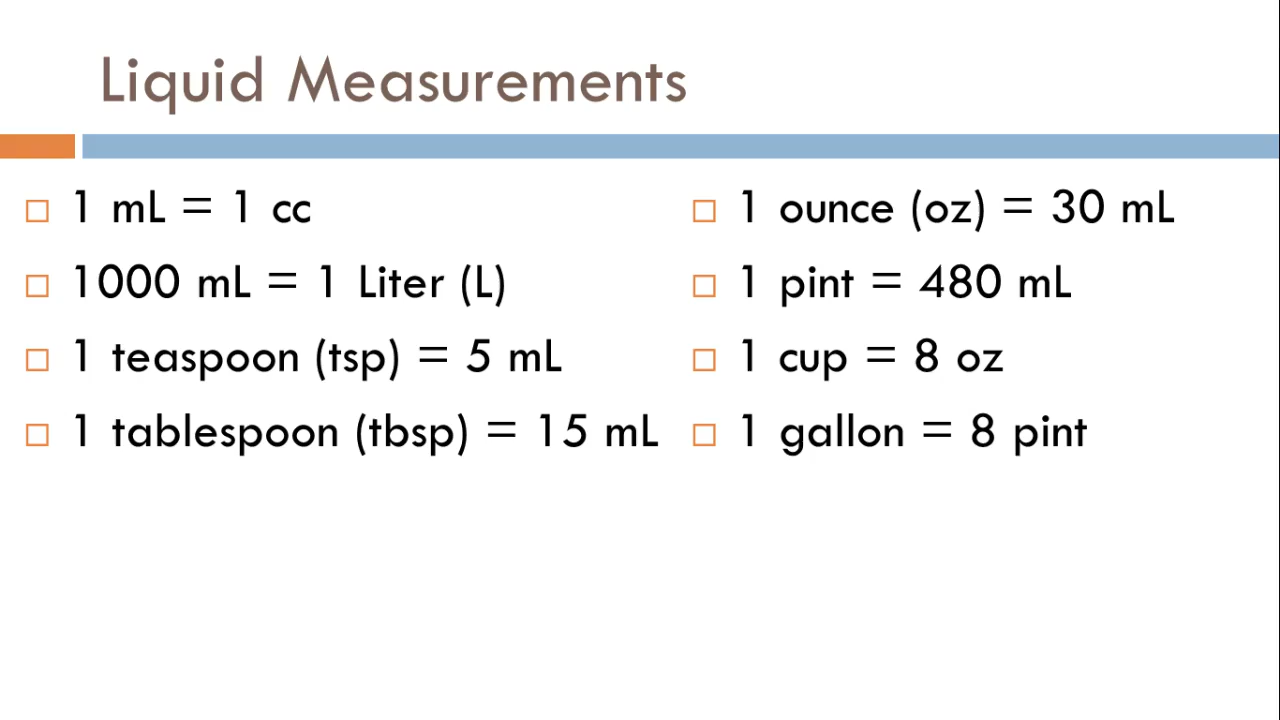 Liquid Measurements
1 mL = 1 cc
1000 mL = 1 Liter (L)
1 teaspoon (tsp) = 5 mL
1 tablespoon (tbsp) = 15 mL
1 ounce (oz) = 30 mL
1 pint = 480 mL
1 cup = 8 oz
1 gallon = 8 pint